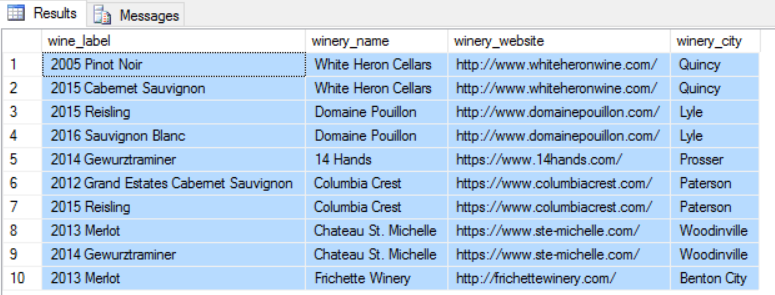 Results Messages
wine_label winery_name winery_website winery_city
1 2005 Pinot Noir White Heron Cellars http://www.whiteheronwine.com/ Quincy
2 2015 Cabernet Sauvignon White Heron Cellars http://www.whiteheronwine.com/ Quincy
3 2015 Reisling Domaine Pouillon http://www.domainepouillon.com/ Lyle
4 2016 Sauvignon Blanc Domaine Pouillon http://www.domainepouillon.com/ Lyle
5 2014 Gewurztraminer 14 Hands https://www.14hands.com/ Prosser
6 2012 Grand Estates Cabernet Sauvignon Columbia Crest https://www.columbiacrest.com/ Paterson
7 2015 Reisling Columbia Crest https://www.columbiacrest.com/ Paterson
8 2013 Merlot Chateau St. Michelle https://www.ste-michelle.com/ Woodinville
9 2014 Gewurztraminer Chateau St. Michelle https://www.ste-michelle.com/ Woodinville
10 2013 Merlot Frichette Winery http://frichettewinery.com/ Benton City